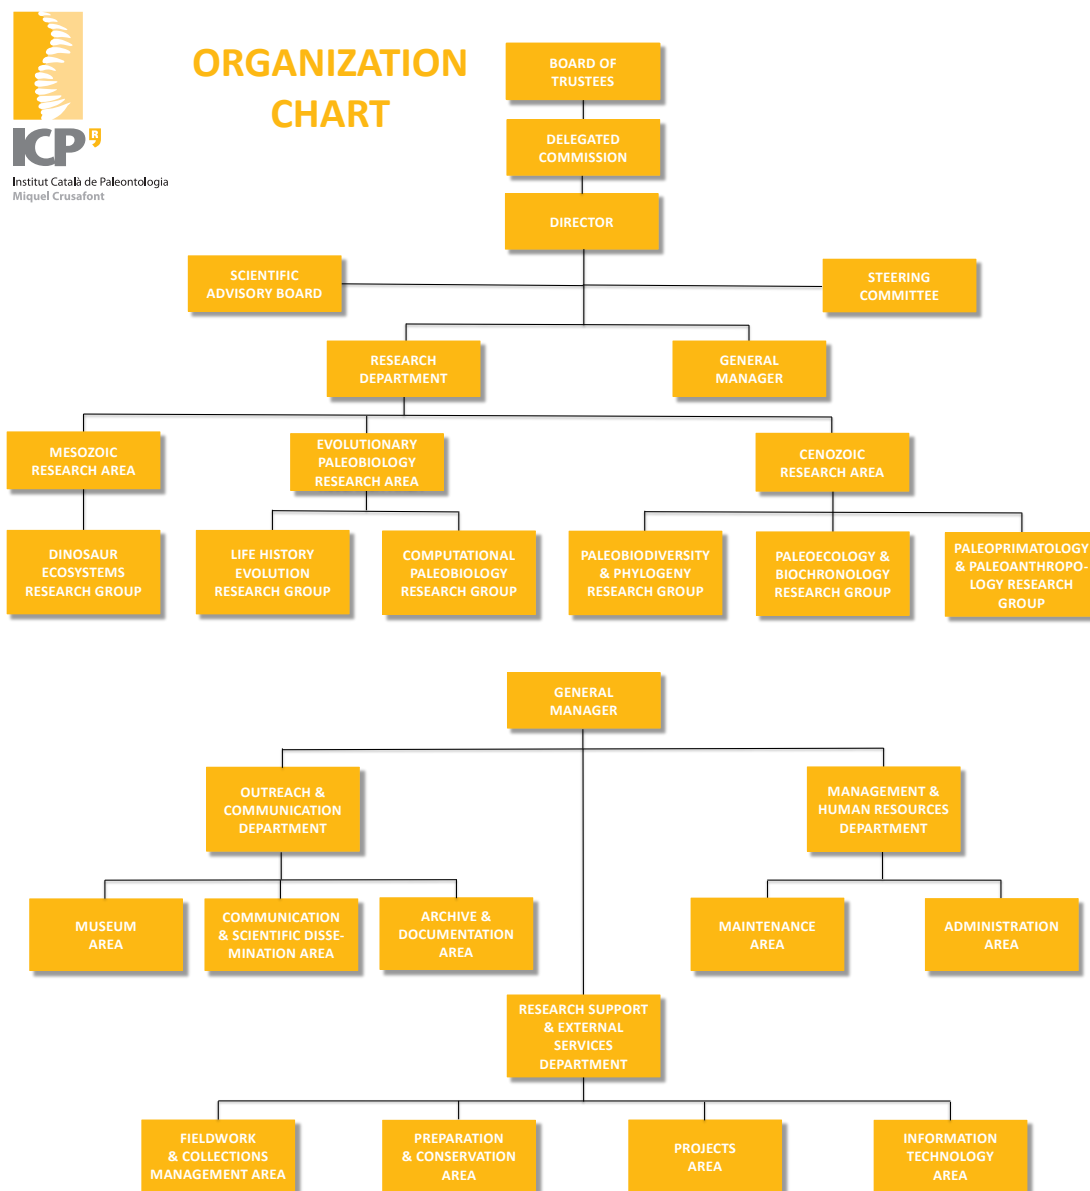 ORGANIZATION
CHART
ICP R
Institut Català de Paleontologia
Miquel Crusafont
BOARD OF
TRUSTEES
DELEGATED
COMMISSION
DIRECTOR
SCIENTIFIC
ADVISORY BOARD
STEERING
COMMITTEE
RESEARCH
DEPARTMENT
GENERAL
MANAGER
MESOZOIC
RESEARCH AREA
EVOLUTIONARY
PALEOBIOLOGY
RESEARCH AREA
CENOZOIC
RESEARCH AREA
DINOSAUR
ECOSYSTEMS
RESEARCH GROUP
LIFE HISTORY
EVOLUTION
RESEARCH GROUP
COMPUTATIONAL
PALEOBIOLOGY
RESEARCH GROUP
PALEOBIODIVERSITY
& PHYLOGENY
RESEARCH GROUP
PALEOECOLOGY &
BIOCHRONOLOGY
RESEARCH GROUP
PALEOPRIMATOLOGY
& PALEOANTHROPO-
LOGY RESEARCH
GROUP
GENERAL
MANAGER
OUTREACH &
COMMUNICATION
DEPARTMENT
MANAGEMENT &
HUMAN RESOURCES
DEPARTMENT
MUSEUM
AREA
COMMUNICATION
& SCIENTIFIC DISSE-
MINATION AREA
ARCHIVE &
DOCUMENTATION
AREA
MAINTENANCE
AREA
ADMINISTRATION
AREA
RESEARCH SUPPORT
& EXTERNAL
SERVICES
DEPARTMENT
FIELDWORK
& COLLECTIONS
MANAGEMENT AREA
PREPARATION
& CONSERVATION
AREA
PROJECTS
AREA
INFORMATION
TECHNOLOGY
AREA